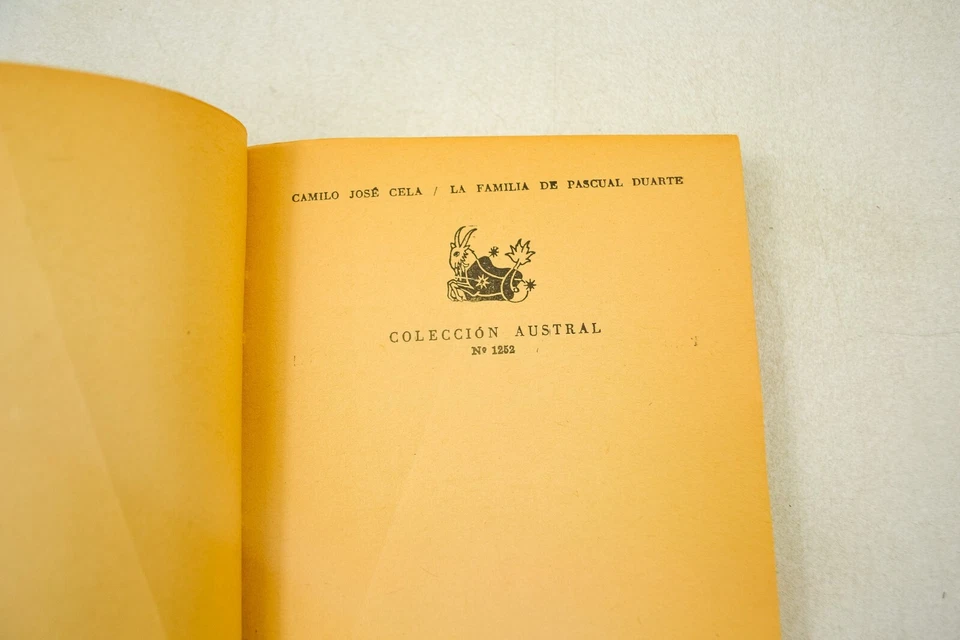 CAMILO JOSÉ CELA / LA FAMILIA DE PASCUAL DUARTE
COLECCIÓN AUSTRAL
Nº 1252